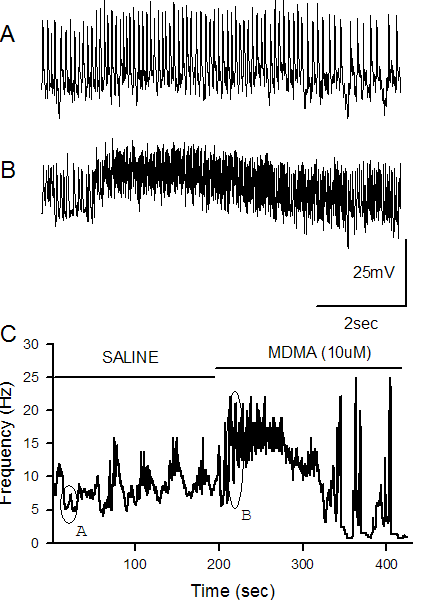 A
B
25mV
2sec
C
SALINE
MDMA (10uM)
30
25
20
15
10
5
0
Frequency (Hz)
A
B
100
200
300
400
Time (sec)